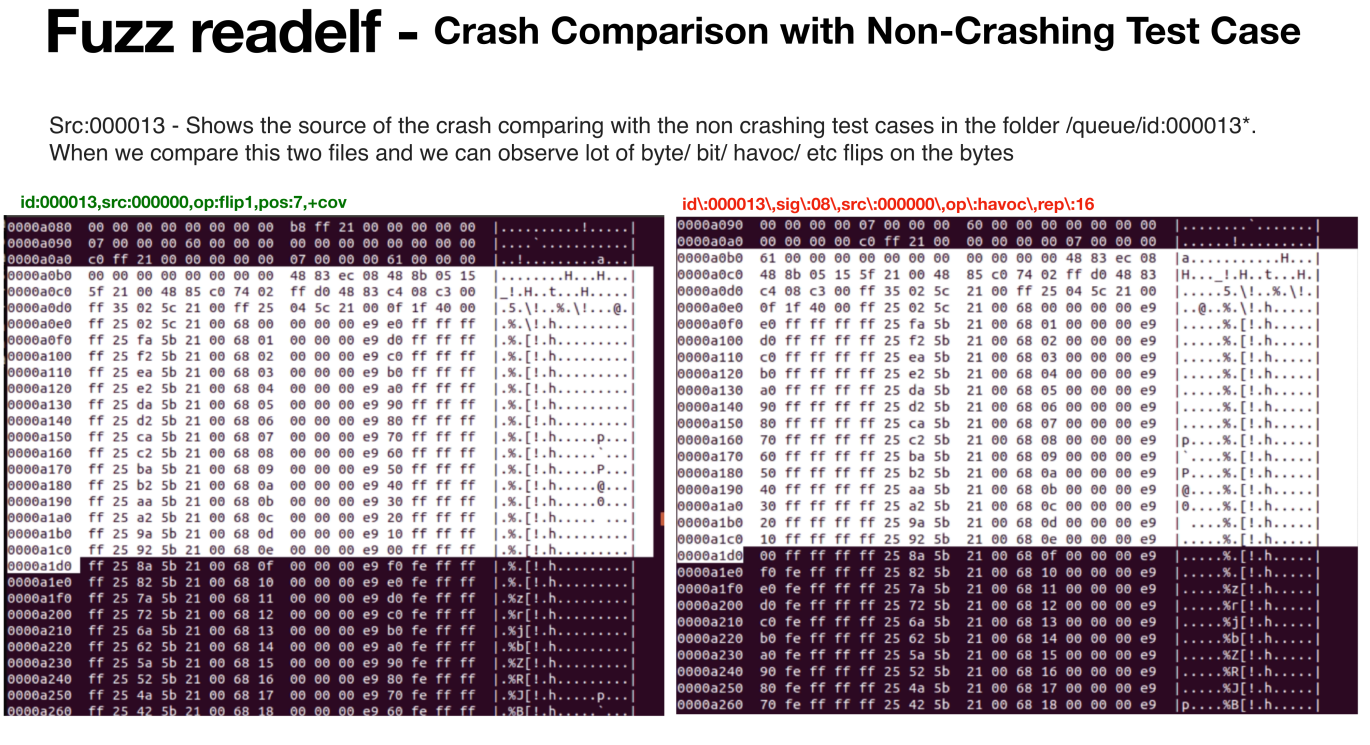 Fuzz readelf - Crash Comparison with Non-Crashing Test Case
Src:000013 - Shows the source of the crash comparing with the non crashing test cases in the folder /queue/id:000013*.
When we compare this two files and we can observe lot of byte/ bit/ havoc/ etc flips on the bytes
id:000013,src:000000,op:flip1,pos:7,+cov
0000a080  00 00 00 00 00 00 00 00  b8 ff 21 00 00 00 00 00  |..........!.....|
0000a090  07 00 00 00 60 00 00 00  00 00 00 00 00 00 00 00  |....`...........|
0000a0a0  c0 ff 21 00 00 00 00 00  07 00 00 00 61 00 00 00  |..!.........a...|
0000a0b0  00 00 00 00 00 00 00 00  48 83 ec 08 48 8b 05 15  |........H...H...|
0000a0c0  5f 21 00 48 85 c0 74 02  ff d0 48 83 c4 08 c3 00  |_!.H..t...H.....|
0000a0d0  ff 35 02 5c 21 00 ff 25  04 5c 21 00 0f 1f 40 00  |.5.\!..%.\!...@.|
0000a0e0  ff 25 02 5c 21 00 68 00  00 00 00 e9 e0 ff ff ff  |.%.\!.h.........|
0000a0f0  ff 25 fa 5b 21 00 68 01  00 00 00 e9 d0 ff ff ff  |.%.[!.h.........|
0000a100  ff 25 f2 5b 21 00 68 02  00 00 00 e9 c0 ff ff ff  |.%.[!.h.........|
0000a110  ff 25 ea 5b 21 00 68 03  00 00 00 e9 b0 ff ff ff  |.%.[!.h.........|
0000a120  ff 25 e2 5b 21 00 68 04  00 00 00 e9 a0 ff ff ff  |.%.[!.h.........|
0000a130  ff 25 da 5b 21 00 68 05  00 00 00 e9 90 ff ff ff  |.%.[!.h.........|
0000a140  ff 25 d2 5b 21 00 68 06  00 00 00 e9 80 ff ff ff  |.%.[!.h.........|
0000a150  ff 25 ca 5b 21 00 68 07  00 00 00 e9 70 ff ff ff  |.%.[!.h.....p...|
0000a160  ff 25 c2 5b 21 00 68 08  00 00 00 e9 60 ff ff ff  |.%.[!.h.....`...|
0000a170  ff 25 ba 5b 21 00 68 09  00 00 00 e9 50 ff ff ff  |.%.[!.h.....P...|
0000a180  ff 25 b2 5b 21 00 68 0a  00 00 00 e9 40 ff ff ff  |.%.[!.h.....@...|
0000a190  ff 25 aa 5b 21 00 68 0b  00 00 00 e9 30 ff ff ff  |.%.[!.h.....0...|
0000a1a0  ff 25 a2 5b 21 00 68 0c  00 00 00 e9 20 ff ff ff  |.%.[!.h..... ...|
0000a1b0  ff 25 9a 5b 21 00 68 0d  00 00 00 e9 10 ff ff ff  |.%.[!.h.........|
0000a1c0  ff 25 92 5b 21 00 68 0e  00 00 00 e9 00 ff ff ff  |.%.[!.h.........|
0000a1d0  ff 25 8a 5b 21 00 68 0f  00 00 00 e9 f0 fe ff ff  |.%.[!.h.........|
0000a1e0  ff 25 82 5b 21 00 68 10  00 00 00 e9 e0 fe ff ff  |.%.[!.h.........|
0000a1f0  ff 25 7a 5b 21 00 68 11  00 00 00 e9 d0 fe ff ff  |.%z[!.h.........|
0000a200  ff 25 72 5b 21 00 68 12  00 00 00 e9 c0 fe ff ff  |.%r[!.h.........|
0000a210  ff 25 6a 5b 21 00 68 13  00 00 00 e9 b0 fe ff ff  |.%j[!.h.........|
0000a220  ff 25 62 5b 21 00 68 14  00 00 00 e9 a0 fe ff ff  |.%b[!.h.........|
0000a230  ff 25 5a 5b 21 00 68 15  00 00 00 e9 90 fe ff ff  |.%Z[!.h.........|
0000a240  ff 25 52 5b 21 00 68 16  00 00 00 e9 80 fe ff ff  |.%R[!.h.........|
0000a250  ff 25 4a 5b 21 00 68 17  00 00 00 e9 70 fe ff ff  |.%J[!.h.....p...|
0000a260  ff 25 42 5b 21 00 68 18  00 00 00 e9 60 fe ff ff  |.%B[!.h.....`...|
id\:000013\,sig\:08\,src\:000000\,op\:havoc\,rep\:16
0000a090  00 00 00 00 07 00 00 00  60 00 00 00 00 00 00 00  |........`.......|
0000a0a0  00 00 00 00 c0 ff 21 00  00 00 00 00 07 00 00 00  |......!.........|
0000a0b0  61 00 00 00 00 00 00 00  00 00 00 00 48 83 ec 08  |a...........H...|
0000a0c0  48 8b 05 15 5f 21 00 48  85 c0 74 02 ff d0 48 83  |H..._!.H..t...H.|
0000a0d0  c4 08 c3 00 ff 35 02 5c  21 00 ff 25 04 5c 21 00  |.....5.\!..%.\!.|
0000a0e0  0f 1f 40 00 ff 25 02 5c  21 00 68 00 00 00 00 e9  |..@..%.\!.h.....|
0000a0f0  e0 ff ff ff ff 25 fa 5b  21 00 68 01 00 00 00 e9  |.....%.[!.h.....|
0000a100  d0 ff ff ff ff 25 f2 5b  21 00 68 02 00 00 00 e9  |.....%.[!.h.....|
0000a110  c0 ff ff ff ff 25 ea 5b  21 00 68 03 00 00 00 e9  |.....%.[!.h.....|
0000a120  b0 ff ff ff ff 25 e2 5b  21 00 68 04 00 00 00 e9  |.....%.[!.h.....|
0000a130  a0 ff ff ff ff 25 da 5b  21 00 68 05 00 00 00 e9  |.....%.[!.h.....|
0000a140  90 ff ff ff ff 25 d2 5b  21 00 68 06 00 00 00 e9  |.....%.[!.h.....|
0000a150  80 ff ff ff ff 25 ca 5b  21 00 68 07 00 00 00 e9  |.....%.[!.h.....|
0000a160  70 ff ff ff ff 25 c2 5b  21 00 68 08 00 00 00 e9  |p....%.[!.h.....|
0000a170  60 ff ff ff ff 25 ba 5b  21 00 68 09 00 00 00 e9  |`....%.[!.h.....|
0000a180  50 ff ff ff ff 25 b2 5b  21 00 68 0a 00 00 00 e9  |P....%.[!.h.....|
0000a190  40 ff ff ff ff 25 aa 5b  21 00 68 0b 00 00 00 e9  |@....%.[!.h.....|
0000a1a0  30 ff ff ff ff 25 a2 5b  21 00 68 0c 00 00 00 e9  |0....%.[!.h.....|
0000a1b0  20 ff ff ff ff 25 9a 5b  21 00 68 0d 00 00 00 e9  | ....%.[!.h.....|
0000a1c0  10 ff ff ff ff 25 92 5b  21 00 68 0e 00 00 00 e9  |.....%.[!.h.....|
0000a1d0  00 ff ff ff ff 25 8a 5b  21 00 68 0f 00 00 00 e9  |.....%.[!.h.....|
0000a1e0  f0 fe ff ff ff 25 82 5b  21 00 68 10 00 00 00 e9  |.....%.[!.h.....|
0000a1f0  e0 fe ff ff ff 25 7a 5b  21 00 68 11 00 00 00 e9  |.....%z[!.h.....|
0000a200  d0 fe ff ff ff 25 72 5b  21 00 68 12 00 00 00 e9  |.....%r[!.h.....|
0000a210  c0 fe ff ff ff 25 6a 5b  21 00 68 13 00 00 00 e9  |.....%j[!.h.....|
0000a220  b0 fe ff ff ff 25 62 5b  21 00 68 14 00 00 00 e9  |.....%b[!.h.....|
0000a230  a0 fe ff ff ff 25 5a 5b  21 00 68 15 00 00 00 e9  |.....%Z[!.h.....|
0000a240  90 fe ff ff ff 25 52 5b  21 00 68 16 00 00 00 e9  |.....%R[!.h.....|
0000a250  80 fe ff ff ff 25 4a 5b  21 00 68 17 00 00 00 e9  |.....%J[!.h.....|
0000a260  70 fe ff ff ff 25 42 5b  21 00 68 18 00 00 00 e9  |p....%B[!.h.....|